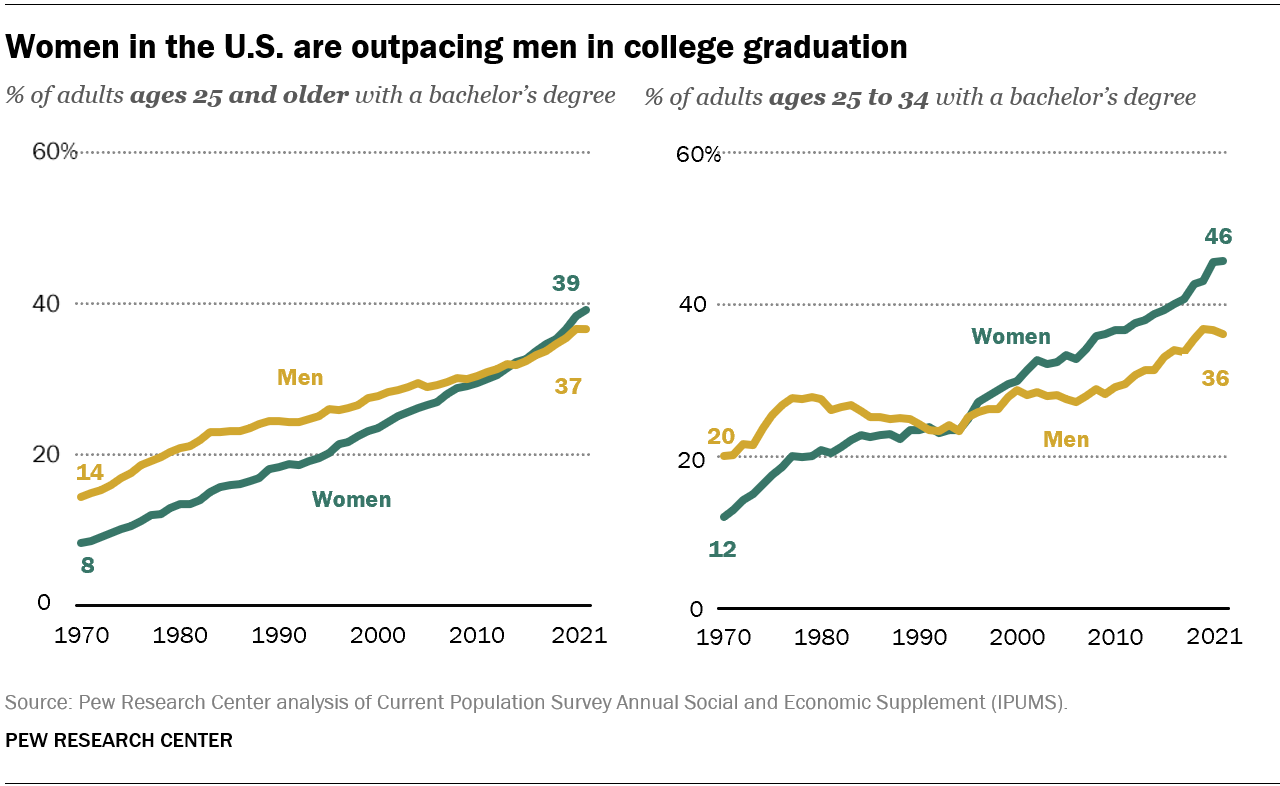 Women in the U.S. are outpacing men in college graduation
% of adults ages 25 and older with a bachelor's degree
60%
40
20
0
39
37
Men
Women
14
8
1970 1980 1990 2000 2010 2021
% of adults ages 25 to 34 with a bachelor's degree
60%
40
20
0
46
36
Women
Men
20
12
1970 1980 1990 2000 2010 2021
Source: Pew Research Center analysis of Current Population Survey Annual Social and Economic Supplement (IPUMS).
PEW RESEARCH CENTER